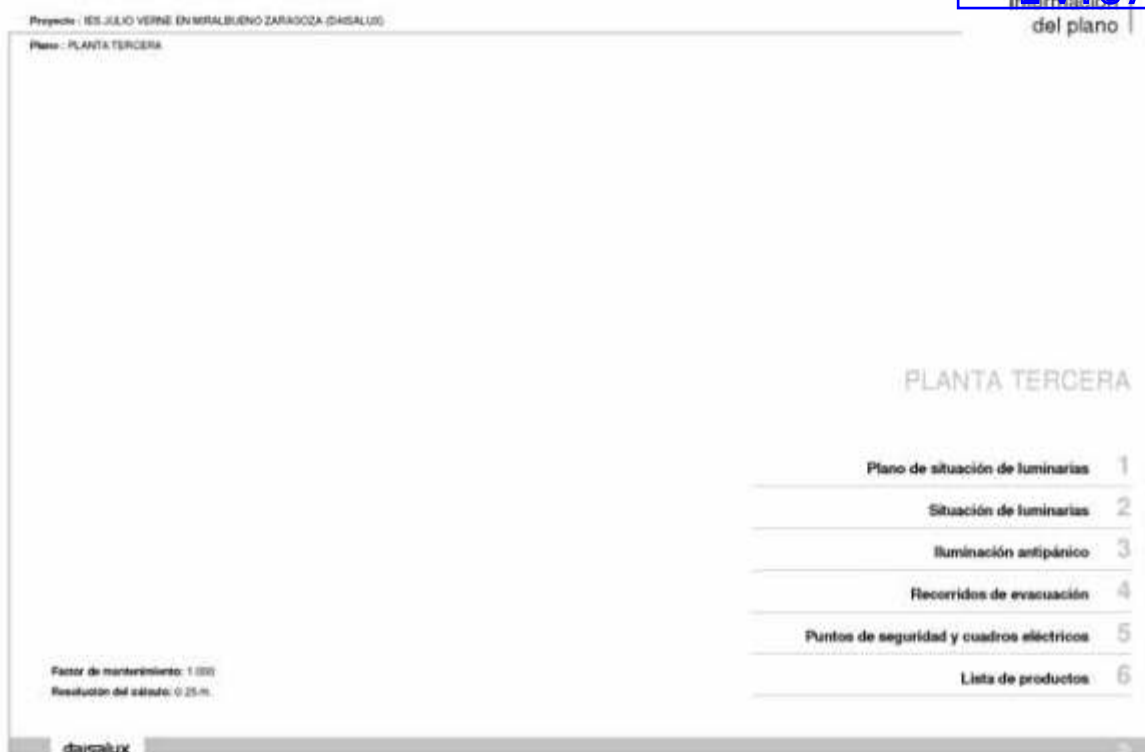 Proyecto : IES JULIO VERNE EN MIRALBUENO ZARAGOZA (DAISALUX)
del plano
Plano : PLANTA TERCERA
PLANTA TERCERA
Plano de situación de luminarias 1
Situación de luminarias 2
Iluminación antipánico 3
Recorridos de evacuación 4
Puntos de seguridad y cuadros eléctricos 5
Lista de productos 6
Factor de mantenimiento: 1.000
Resolución del cálculo: 0.25 m.
daisalux